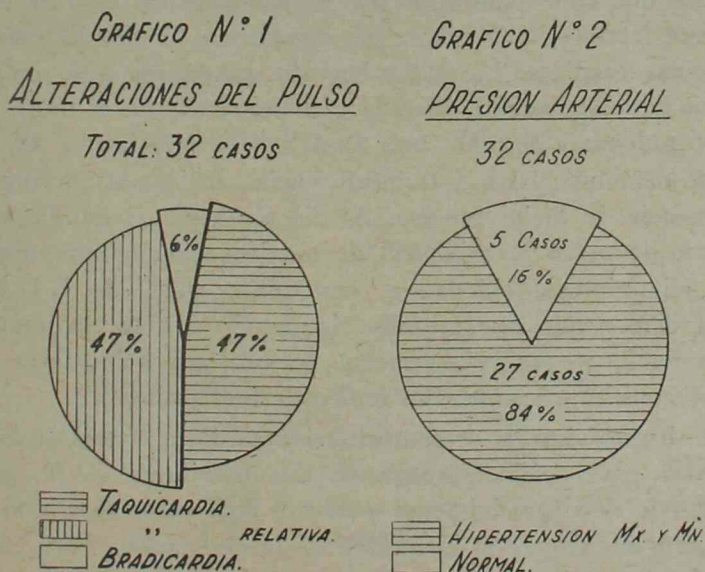 GRAFICO N° 1
ALTERACIONES DEL PULSO
TOTAL: 32 CASOS
6%
47%
47%
TAQUICARDIA.
" RELATIVA.
BRADICARDIA.
GRAFICO N° 2
PRESION ARTERIAL
32 CASOS
5 CASOS
16%
27 CASOS
84%
HIPERTENSION Mx Y MN.
NORMAL.